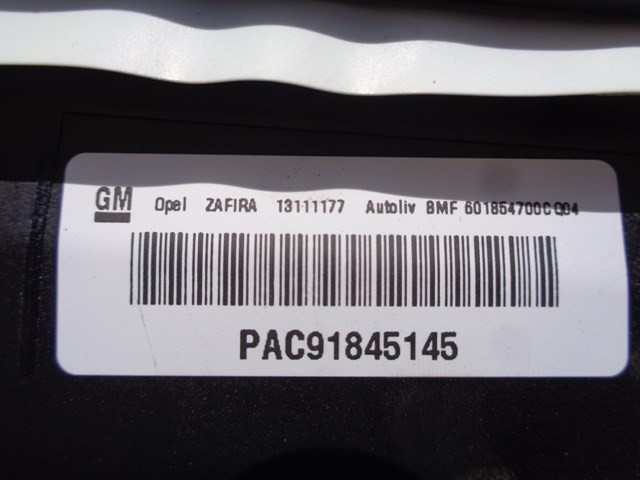 GM Opel ZAFIRA 13111177 Autoliv BMF 601854700C Q04
PAC91845145